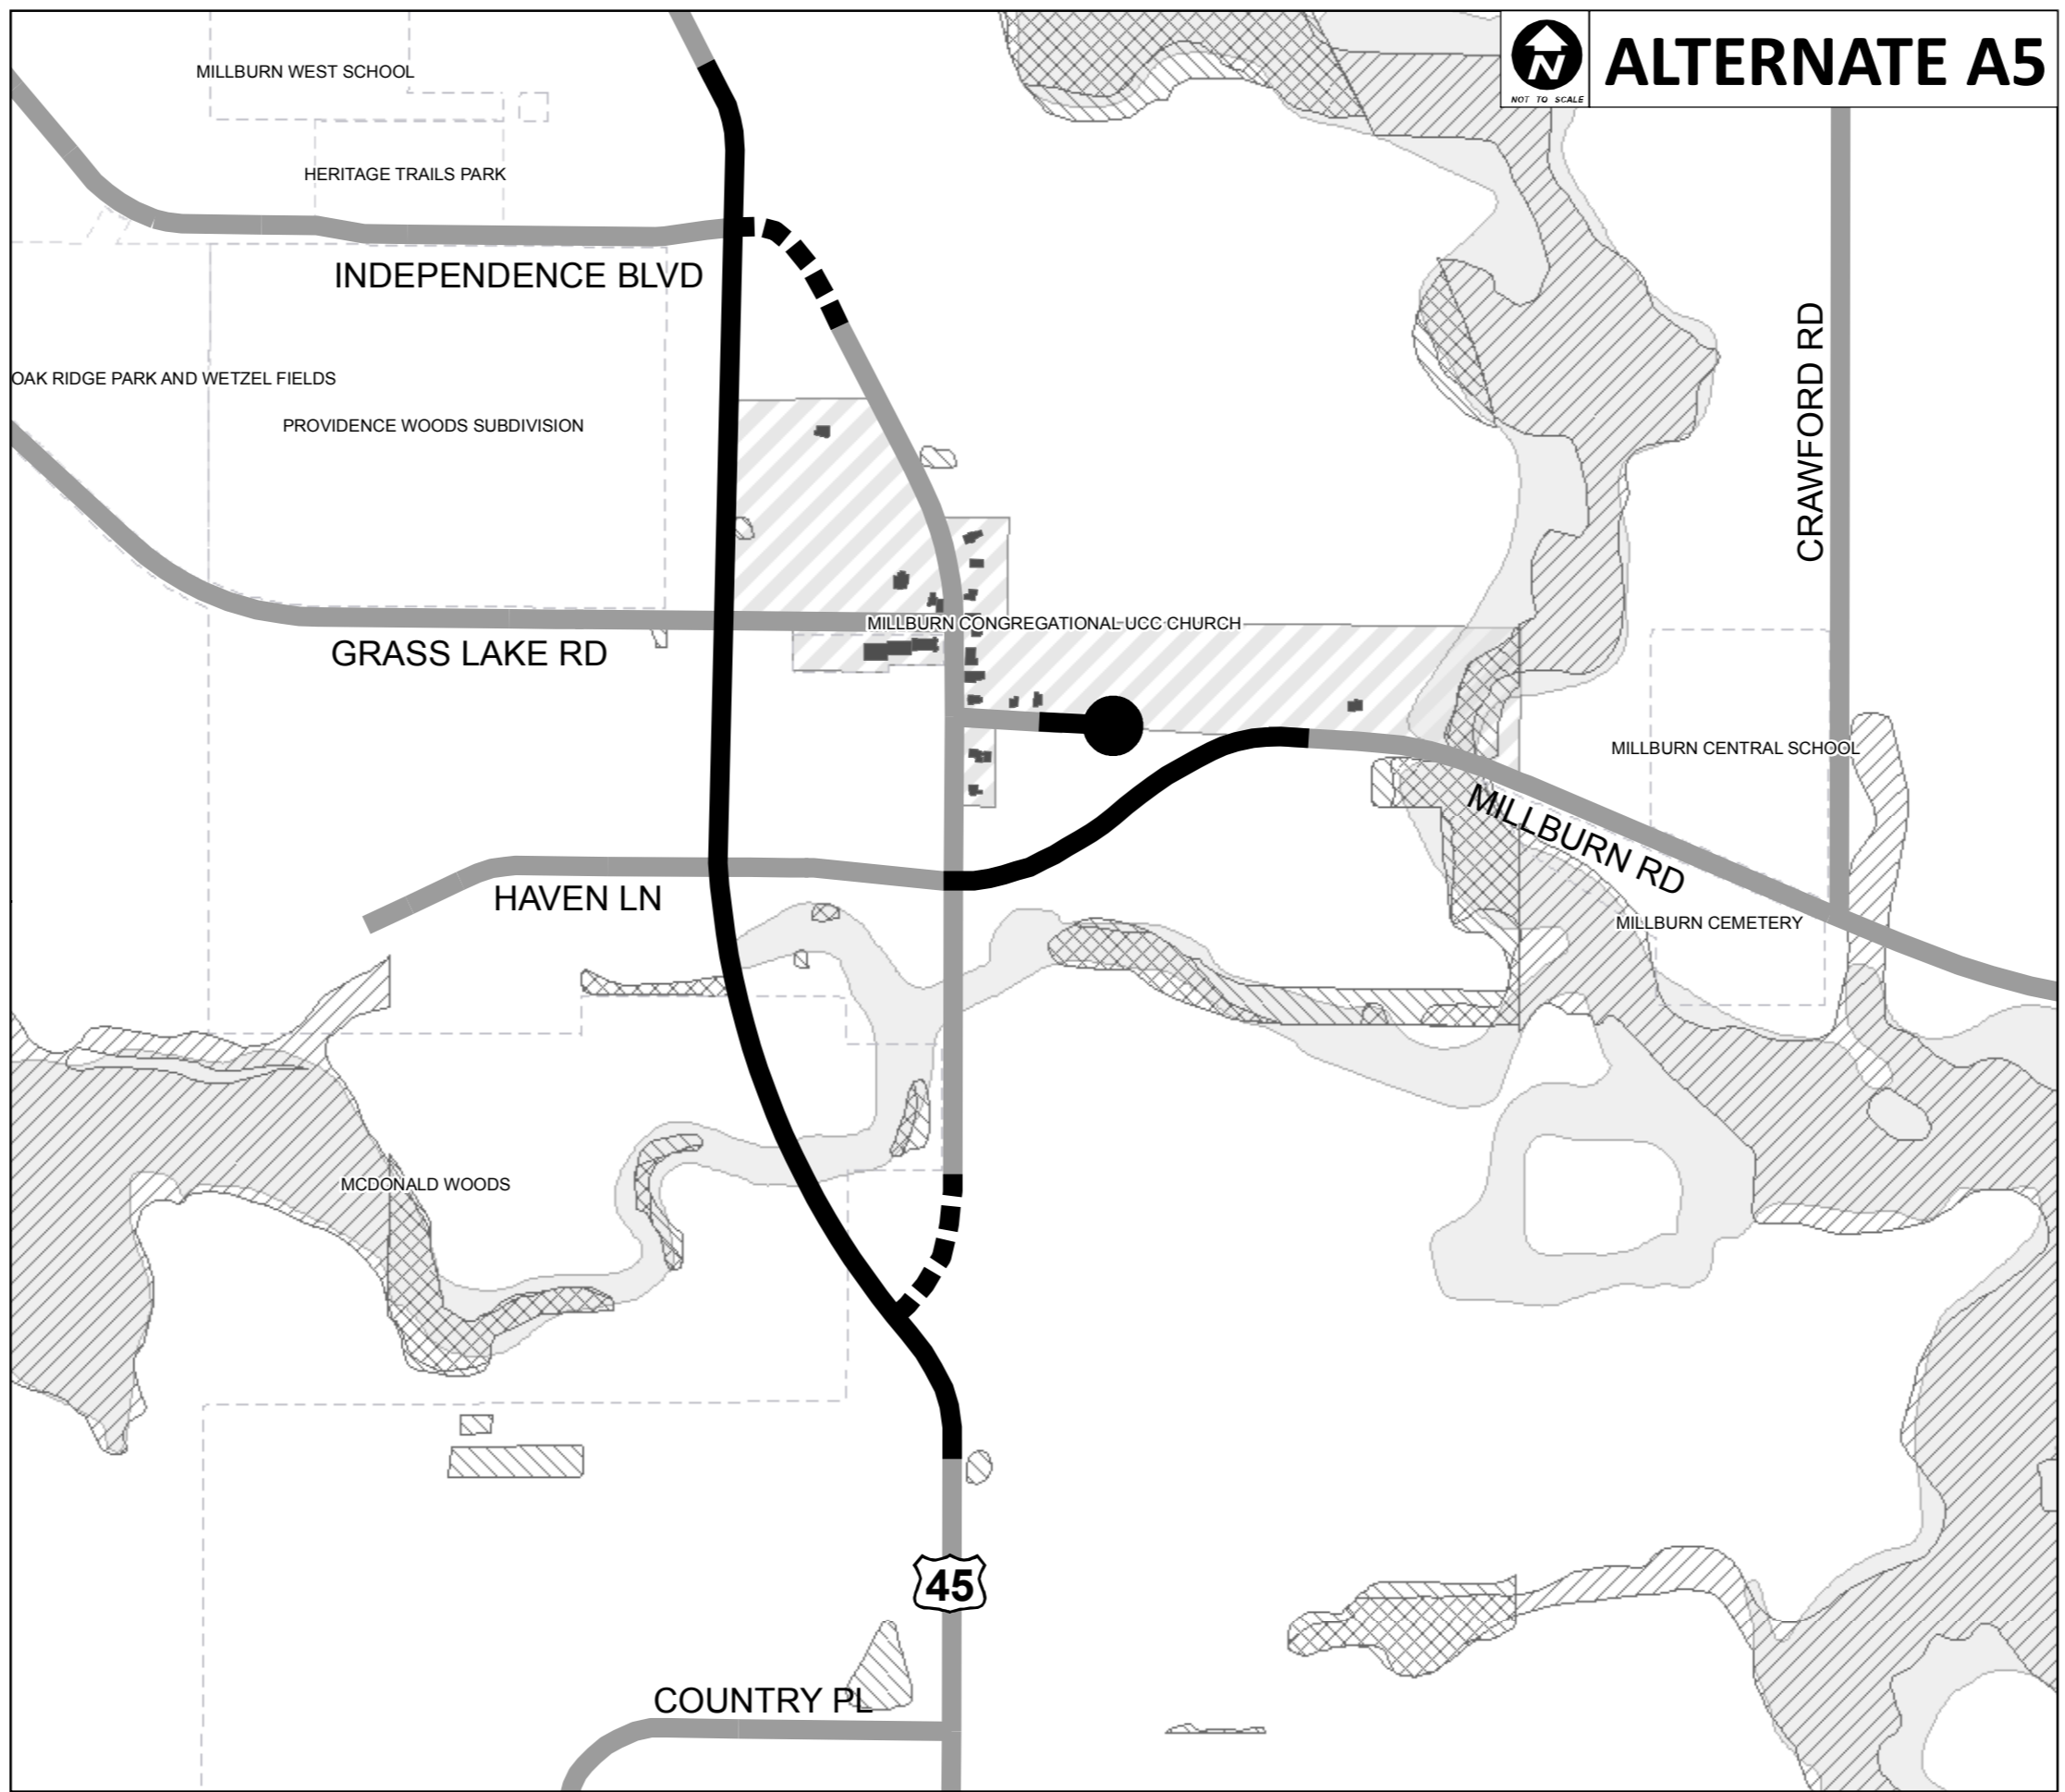 ALTERNATE A5
N
NOT TO SCALE
MILLBURN WEST SCHOOL
HERITAGE TRAILS PARK
INDEPENDENCE BLVD
CRAWFORD RD
OAK RIDGE PARK AND WETZEL FIELDS
PROVIDENCE WOODS SUBDIVISION
MILLBURN CONGREGATIONAL UCC CHURCH
GRASS LAKE RD
MILLBURN CENTRAL SCHOOL
MILLBURN RD
HAVEN LN
MILLBURN CEMETERY
MCDONALD WOODS
45
COUNTRY PL